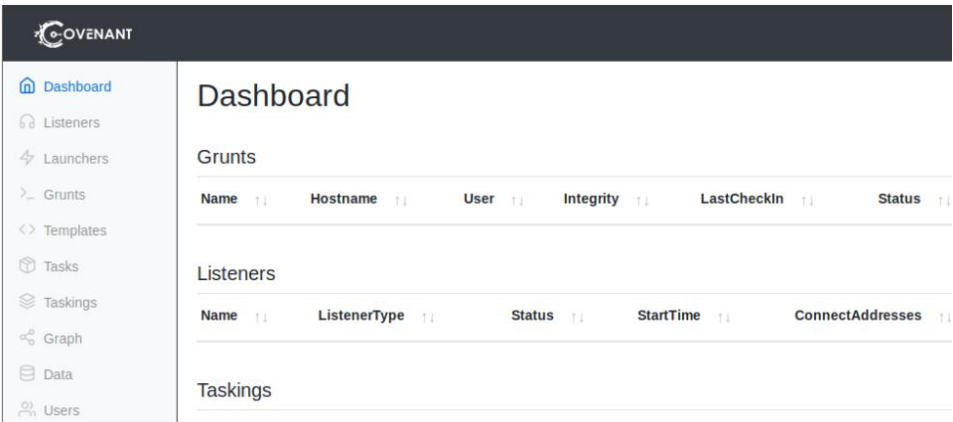 COVENANT
Dashboard
Listeners
Launchers
Grunts
Templates
Tasks
Taskings
Graph
Data
Users
Dashboard
Grunts
Name ↑↓ Hostname ↑↓ User ↑↓ Integrity ↑↓ LastCheckIn ↑↓ Status ↑↓
Listeners
Name ↑↓ ListenerType ↑↓ Status ↑↓ StartTime ↑↓ ConnectAddresses ↑↓
Taskings